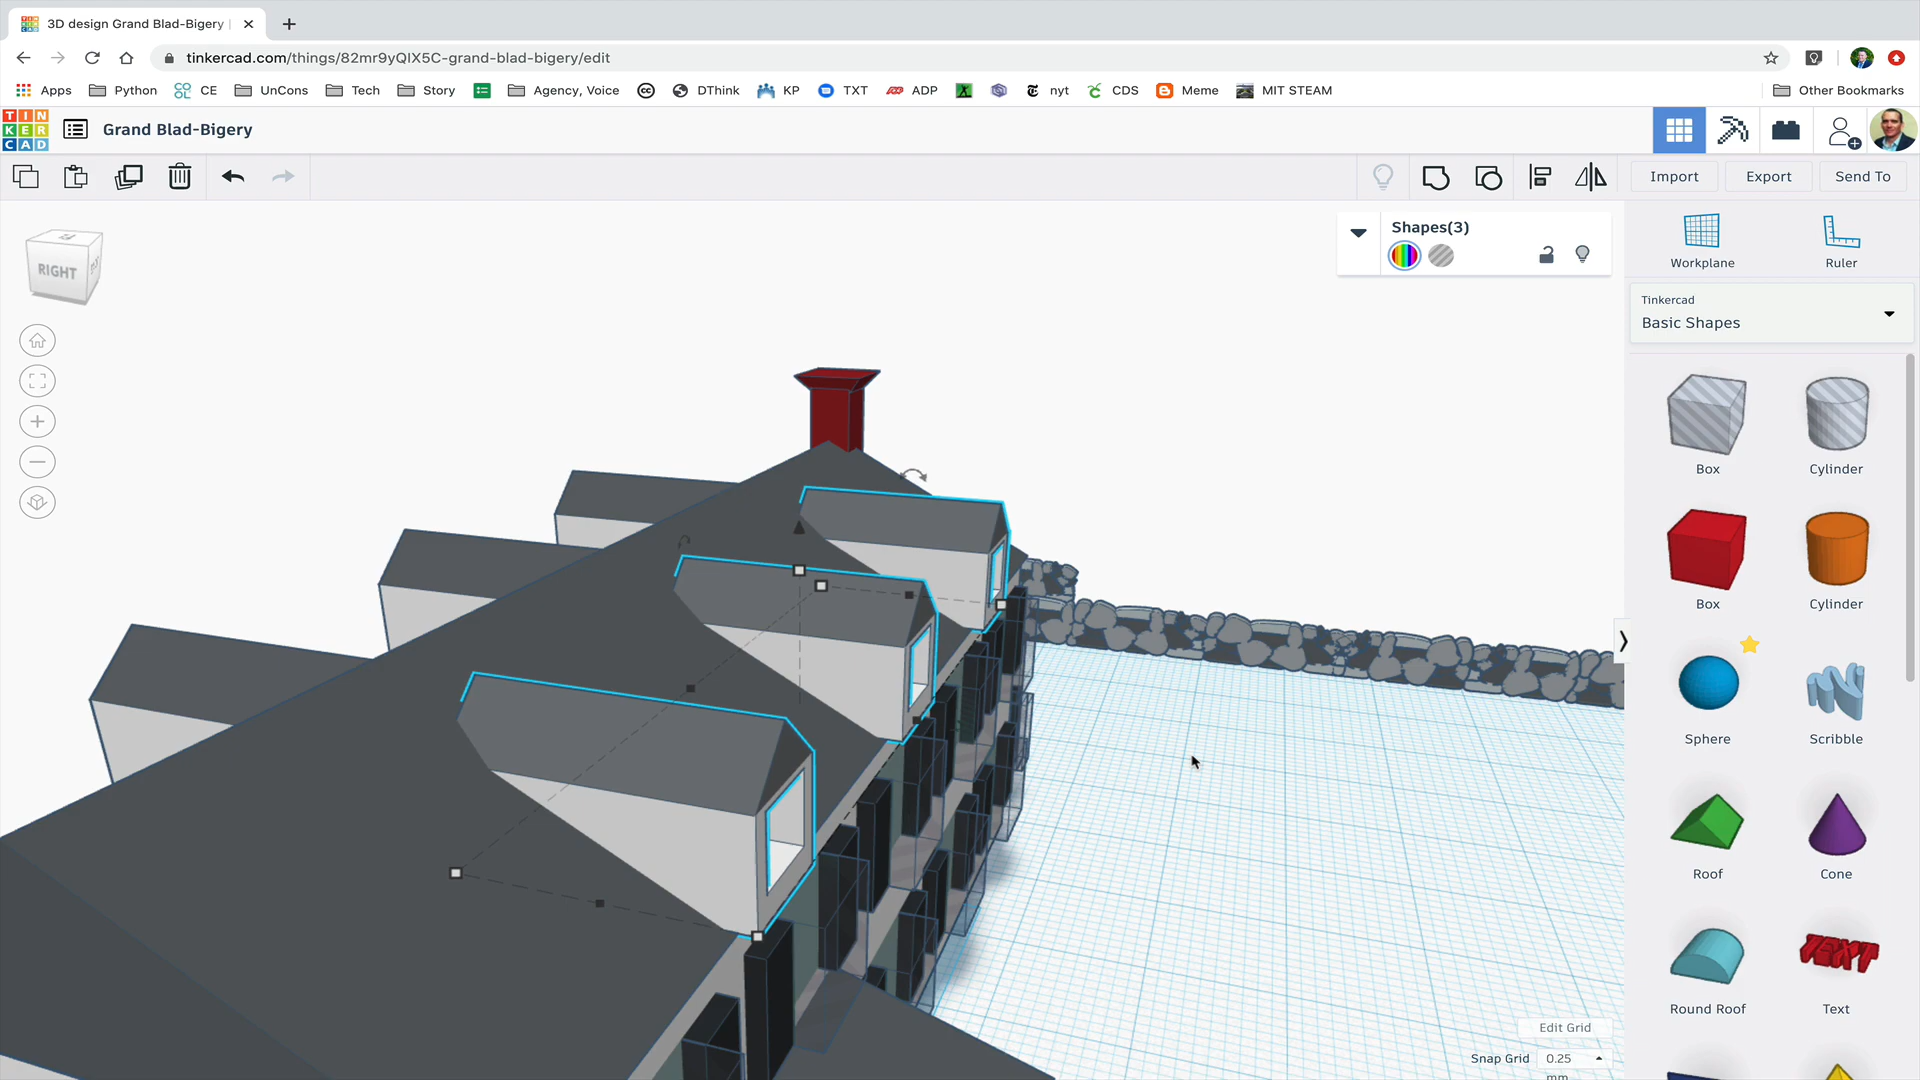 3D design Grand Blad-Bigery |
tinkercad.com/things/82mr9yQIX5C-grand-blad-bigery/edit
Apps Python CE UnCons Tech Story Agency, Voice DThink KP TXT ADP nyt CDS Meme MIT STEAM Other Bookmarks
TIN
KER
CAD
Grand Blad-Bigery
Import Export Send To
RIGHT
Shapes(3)
Workplane Ruler
Tinkercad
Basic Shapes
Box Cylinder
Box Cylinder
Sphere Scribble
Roof Cone
TEXT
Round Roof Text
Edit Grid
Snap Grid 0.25
mm